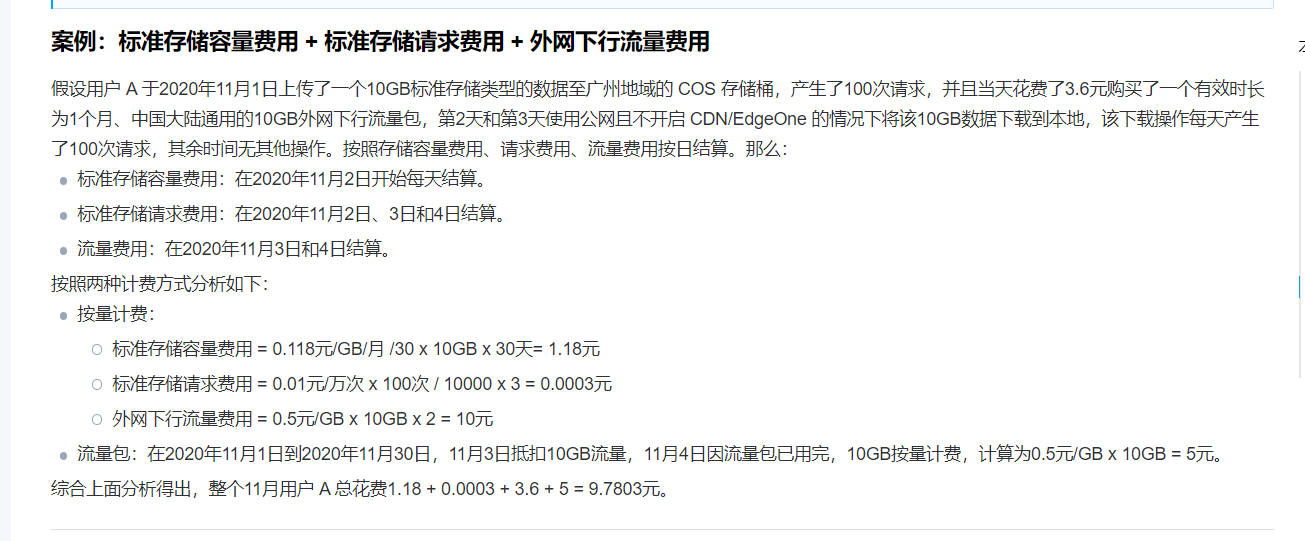 案例：标准存储容量费用 + 标准存储请求费用 + 外网下行流量费用
假设用户 A 于2020年11月1日上传了一个10GB标准存储类型的数据至广州地域的 COS 存储桶，产生了100次请求，并且当天花费了3.6元购买了一个有效时长
为1个月、中国大陆通用的10GB外网下行流量包，第2天和第3天使用公网且不开启 CDN/EdgeOne 的情况下将该10GB数据下载到本地，该下载操作每天产生
了100次请求，其余时间无其他操作。按照存储容量费用、请求费用、流量费用按日结算。那么：
标准存储容量费用：在2020年11月2日开始每天结算。
标准存储请求费用：在2020年11月2日、3日和4日结算。
流量费用：在2020年11月3日和4日结算。
按照两种计费方式分析如下：
按量计费：
标准存储容量费用 = 0.118元/GB/月 /30 x 10GB x 30天= 1.18元
标准存储请求费用 = 0.01元/万次 x 100次 / 10000 x 3 = 0.0003元
外网下行流量费用 = 0.5元/GB x 10GB x 2 = 10元
流量包：在2020年11月1日到2020年11月30日，11月3日抵扣10GB流量，11月4日因流量包已用完，10GB按量计费，计算为0.5元/GB x 10GB = 5元。
综合上面分析得出，整个11月用户 A 总花费1.18 + 0.0003 + 3.6 + 5 = 9.7803元。